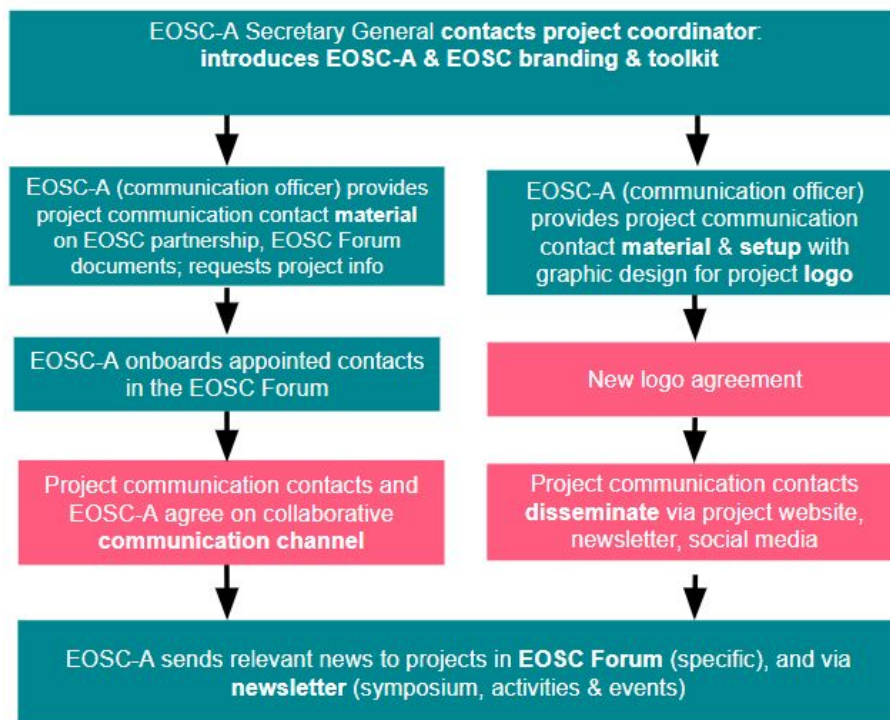 EOSC-A Secretary General contacts project coordinator:
introduces EOSC-A & EOSC branding & toolkit
EOSC-A (communication officer) provides
project communication contact material
on EOSC partnership, EOSC Forum
documents; requests project info
EOSC-A (communication officer)
provides project communication
contact material & setup with
graphic design for project logo
EOSC-A onboards appointed contacts
in the EOSC Forum
New logo agreement
Project communication contacts and
EOSC-A agree on collaborative
communication channel
Project communication contacts
disseminate via project website,
newsletter, social media
EOSC-A sends relevant news to projects in EOSC Forum (specific), and via
newsletter (symposium, activities & events)